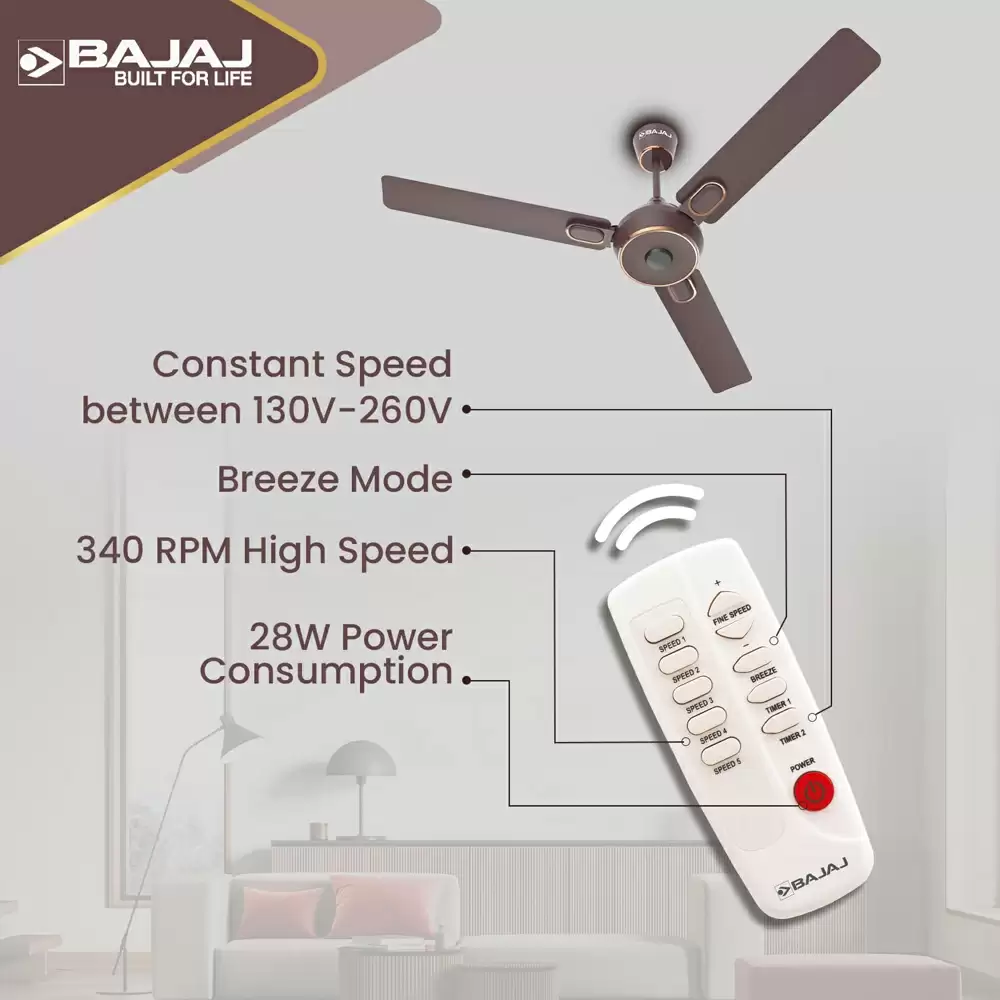 BAJAJ
BUILT FOR LIFE
BAJAJ
Constant Speed
between 130V-260V
Breeze Mode
340 RPM High Speed
28W Power
Consumption
+
FINE SPEED
-
SPEED 1
SPEED 2
SPEED 3
SPEED 4
SPEED 5
BREEZE
TIMER 1
TIMER 2
POWER
BAJAJ